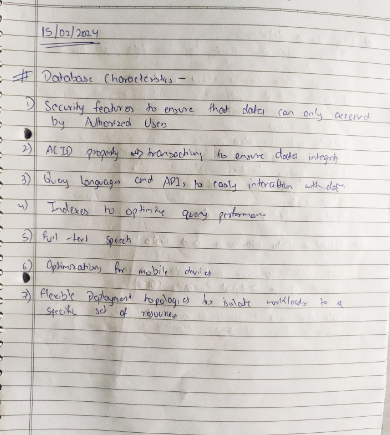 15/02/2024
# Database Characteristics -
1) Security features to ensure that data can only accessed
by Authorized Users
2) ACID property transactions to ensure data integrity
3) Query languages and APIs to easily interaction with data
4) Indexes to optimize query performance
5) Full-text speech
6) Optimizations for mobile devices
7) Flexible Deployment topologies to isolate workloads to a
specific set of resources